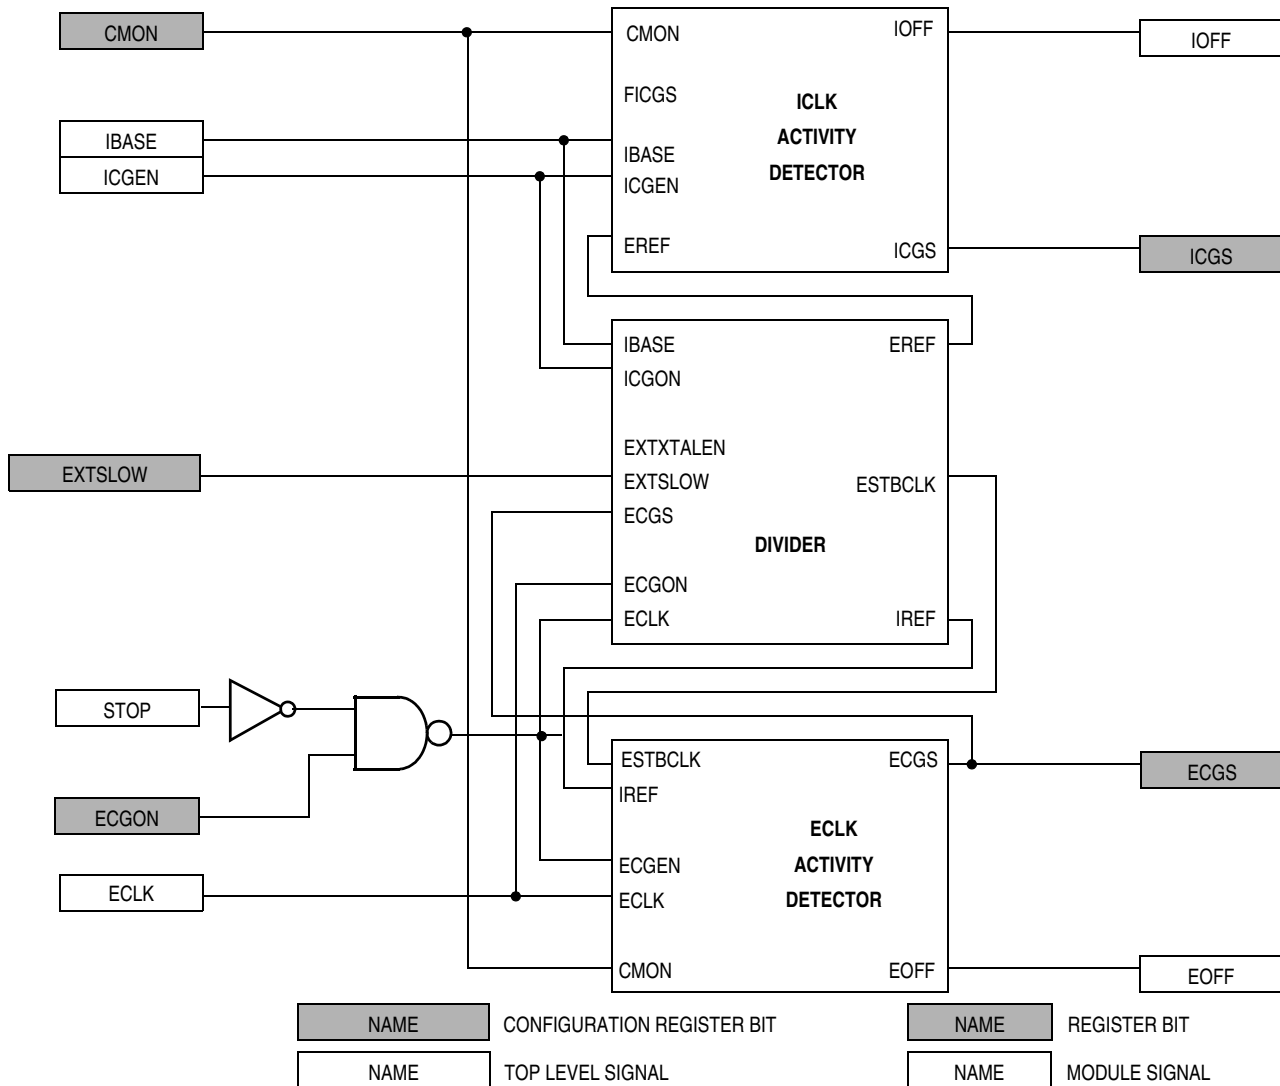 CMON
CMON
IOFF
IOFF
FICGS
ICLK
ACTIVITY
DETECTOR
IBASE
IBASE
ICGEN
ICGEN
EREF
ICGS
ICGS
IBASE
EREF
ICGON
EXTXTALEN
EXTSLOW
EXTSLOW
ESTBCLK
ECGS
DIVIDER
ECGON
ECLK
IREF
STOP
ESTBCLK
ECGS
ECGS
IREF
ECGON
ECLK
ACTIVITY
DETECTOR
ECGEN
ECLK
ECLK
CMON
EOFF
EOFF
NAME CONFIGURATION REGISTER BIT
NAME REGISTER BIT
NAME TOP LEVEL SIGNAL
NAME MODULE SIGNAL